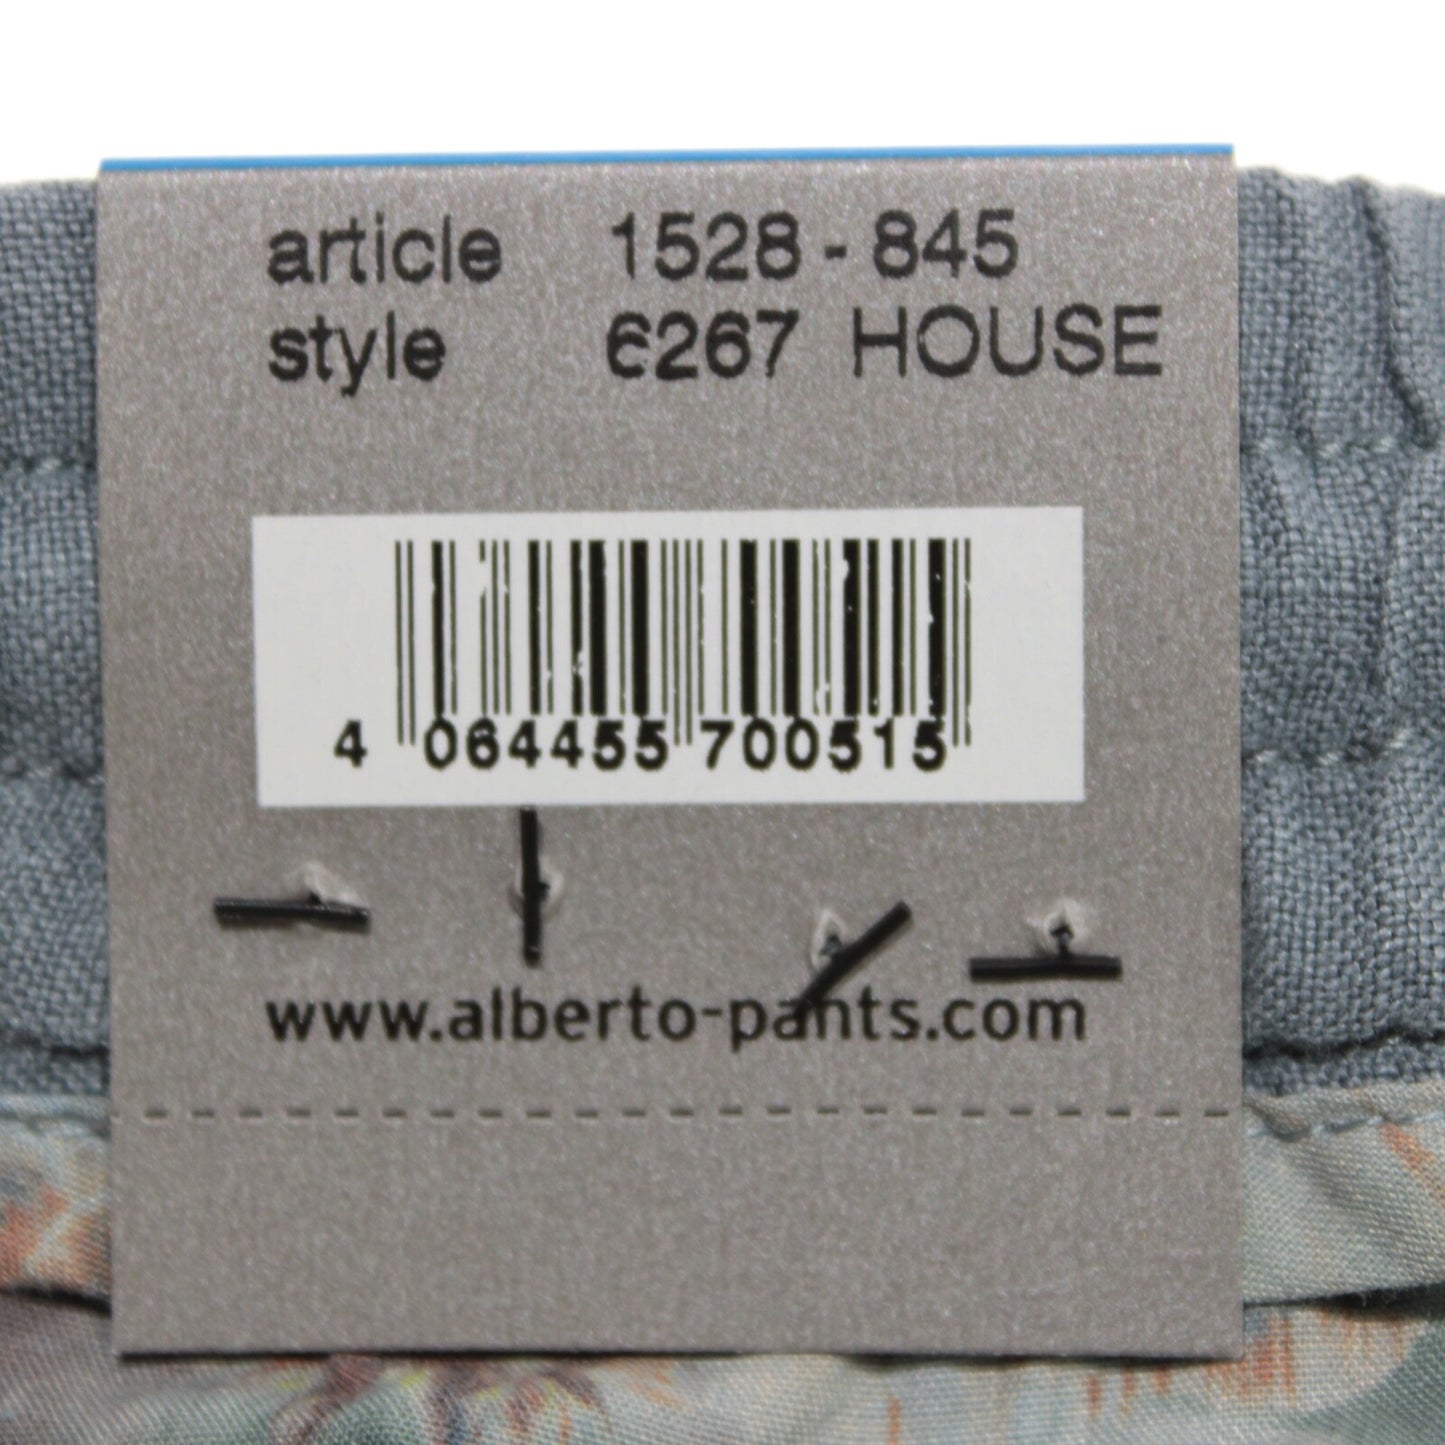 article 1528 - 845
style 6267 HOUSE
4 064455 700515
www.alberto-pants.com